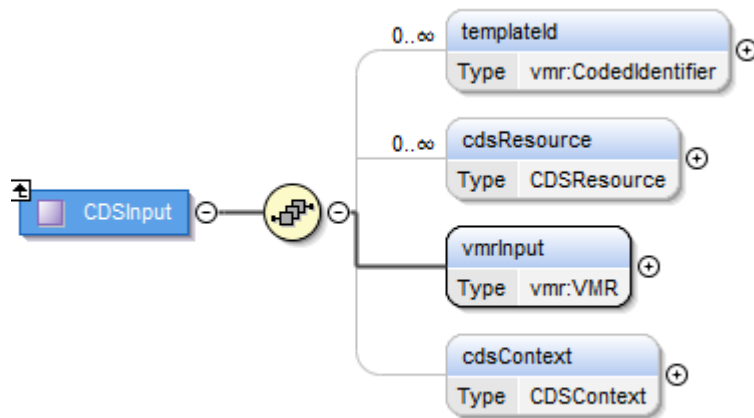 0..∞
templateId
Type vmr:CodedIdentifier
0..∞
cdsResource
Type CDSResource
CDSInput
vmrInput
Type vmr:VMR
cdsContext
Type CDSContext